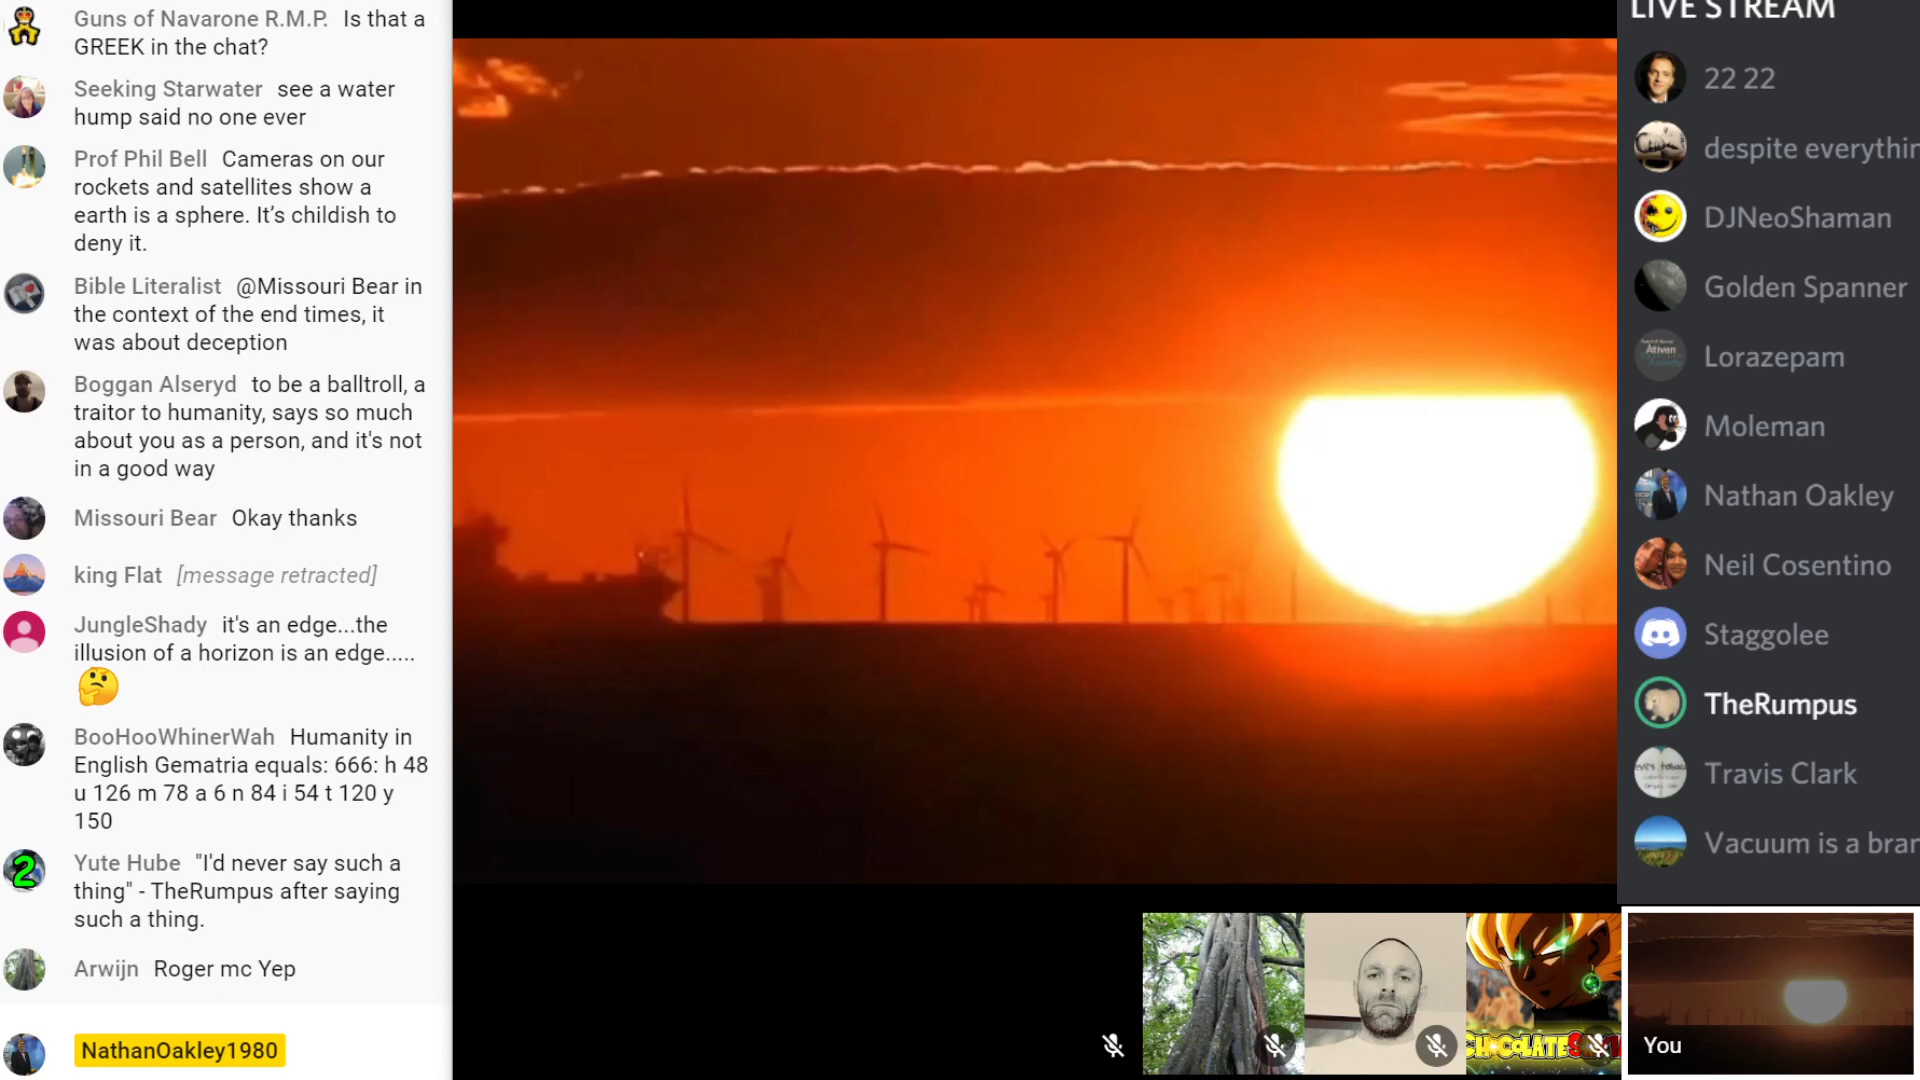 Guns of Navarone R.M.P. Is that a
GREEK in the chat?
Seeking Starwater see a water
hump said no one ever
Prof Phil Bell Cameras on our
rockets and satellites show a
earth is a sphere. It’s childish to
deny it.
Bible Literalist @Missouri Bear in
the context of the end times, it
was about deception
Boggan Alseryd to be a balltroll, a
traitor to humanity, says so much
about you as a person, and it's not
in a good way
Missouri Bear Okay thanks
king Flat [message retracted]
JungleShady it's an edge...the
illusion of a horizon is an edge.....
BooHooWhinerWah Humanity in
English Gematria equals: 666: h 48
u 126 m 78 a 6 n 84 i 54 t 120 y
150
Yute Hube "I'd never say such a
thing" - TheRumpus after saying
such a thing.
Arwijn Roger mc Yep
NathanOakley1980
LIVE STREAM
22 22
despite everythin
DJNeoShaman
Golden Spanner
Ativan
Lorazepam
Moleman
Nathan Oakley
Neil Cosentino
Staggolee
TheRumpus
Travis Clark
Vacuum is a bran
2
CHOCOLATE
You